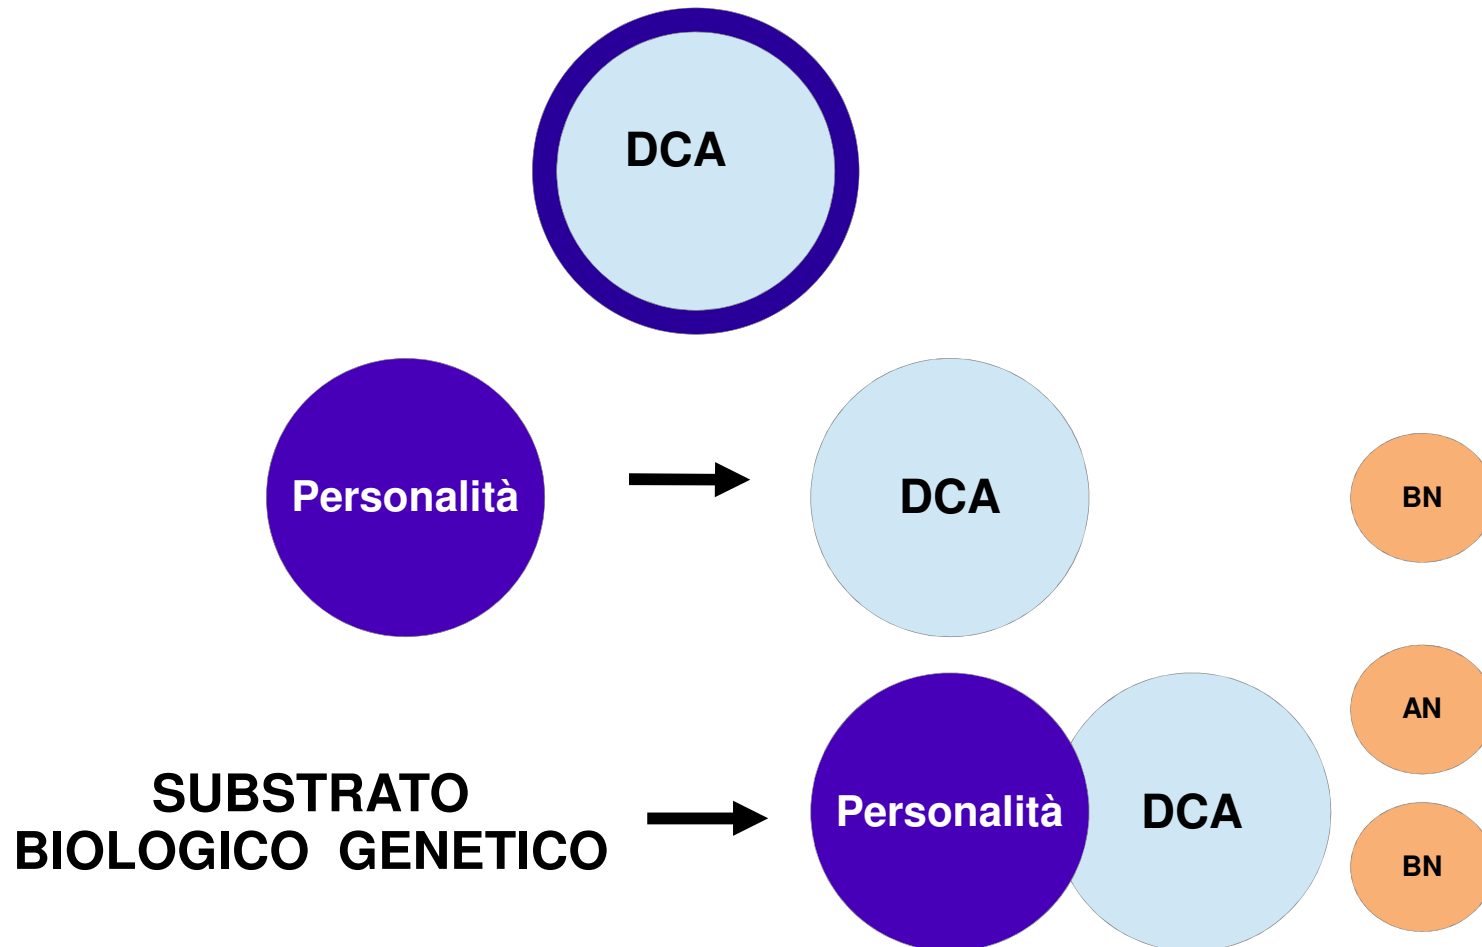 DCA
Personalità
DCA
BN
AN
SUBSTRATO
BIOLOGICO GENETICO
Personalità
DCA
BN